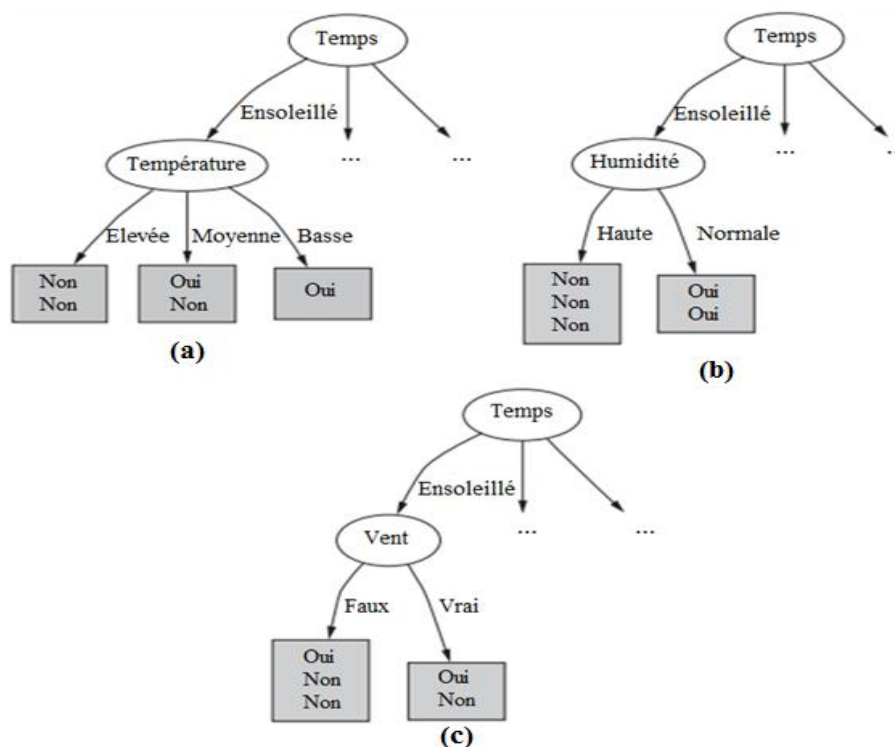 Temps
Ensoleillé
... ...
Température
Elevée Moyenne Basse
Non
Non
Oui
Non
Oui
(a)
Temps
Ensoleillé
... ...
Humidité
Haute Normale
Non
Non
Non
Oui
Oui
(b)
Temps
Ensoleillé
... ...
Vent
Faux Vrai
Oui
Non
Non
Oui
Non
(c)